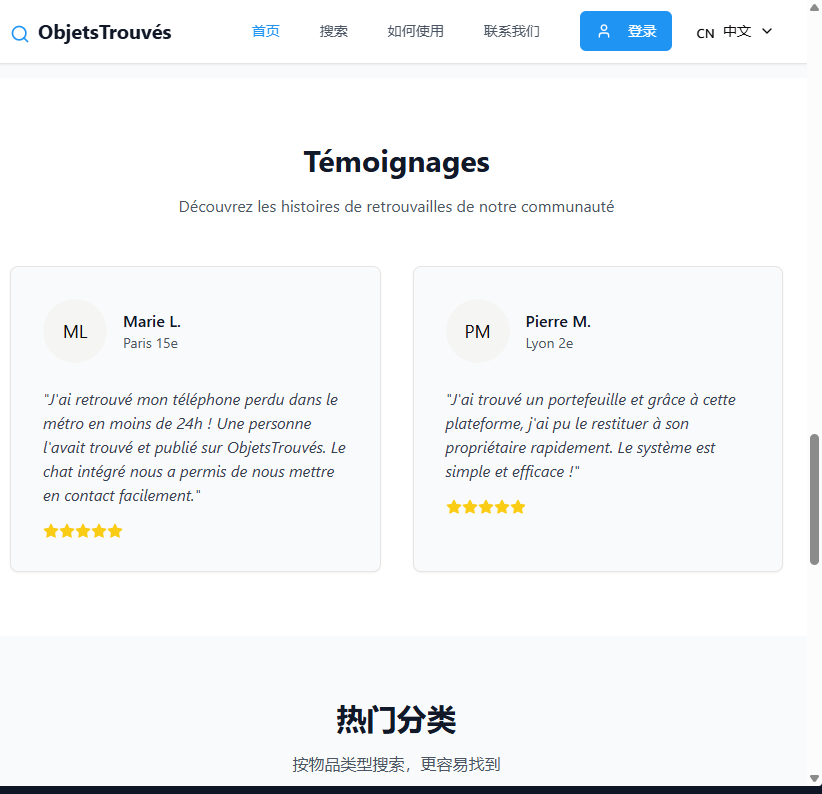 ObjetsTrouvés
首页
搜索
如何使用
联系我们
登录
CN 中文
Témoignages
Découvrez les histoires de retrouvailles de notre communauté
ML
Marie L.
Paris 15e
"J'ai retrouvé mon téléphone perdu dans le
métro en moins de 24h ! Une personne
l'avait trouvé et publié sur ObjetsTrouvés. Le
chat intégré nous a permis de nous mettre
en contact facilement."
PM
Pierre M.
Lyon 2e
"J'ai trouvé un portefeuille et grâce à cette
plateforme, j'ai pu le restituer à son
propriétaire rapidement. Le système est
simple et efficace !"
热门分类
按物品类型搜索，更容易找到